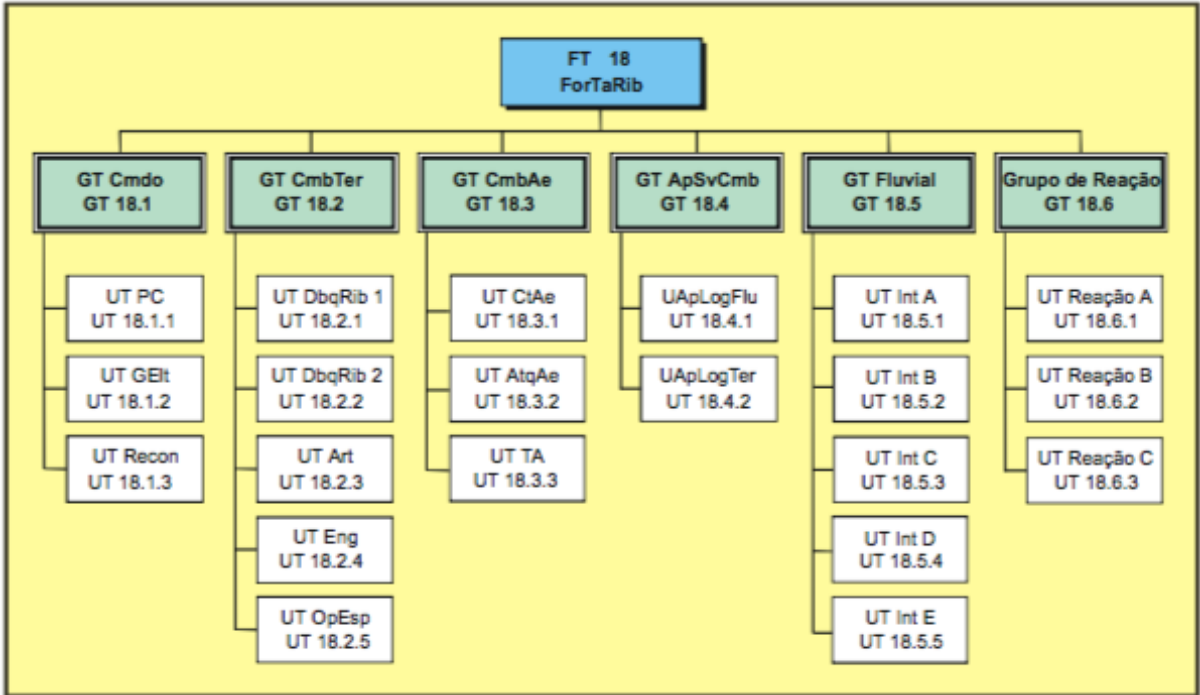 FT 18
ForTaRib
GT Cmdo
GT 18.1
GT CmbTer
GT 18.2
GT CmbAe
GT 18.3
GT ApSvCmb
GT 18.4
GT Fluvial
GT 18.5
Grupo de Reação
GT 18.6
UT PC
UT 18.1.1
UT GElt
UT 18.1.2
UT Recon
UT 18.1.3
UT DbqRib 1
UT 18.2.1
UT DbqRib 2
UT 18.2.2
UT Art
UT 18.2.3
UT Eng
UT 18.2.4
UT OpEsp
UT 18.2.5
UT CtAe
UT 18.3.1
UT AtqAe
UT 18.3.2
UT TA
UT 18.3.3
UApLogFlu
UT 18.4.1
UApLogTer
UT 18.4.2
UT Int A
UT 18.5.1
UT Int B
UT 18.5.2
UT Int C
UT 18.5.3
UT Int D
UT 18.5.4
UT Int E
UT 18.5.5
UT Reação A
UT 18.6.1
UT Reação B
UT 18.6.2
UT Reação C
UT 18.6.3